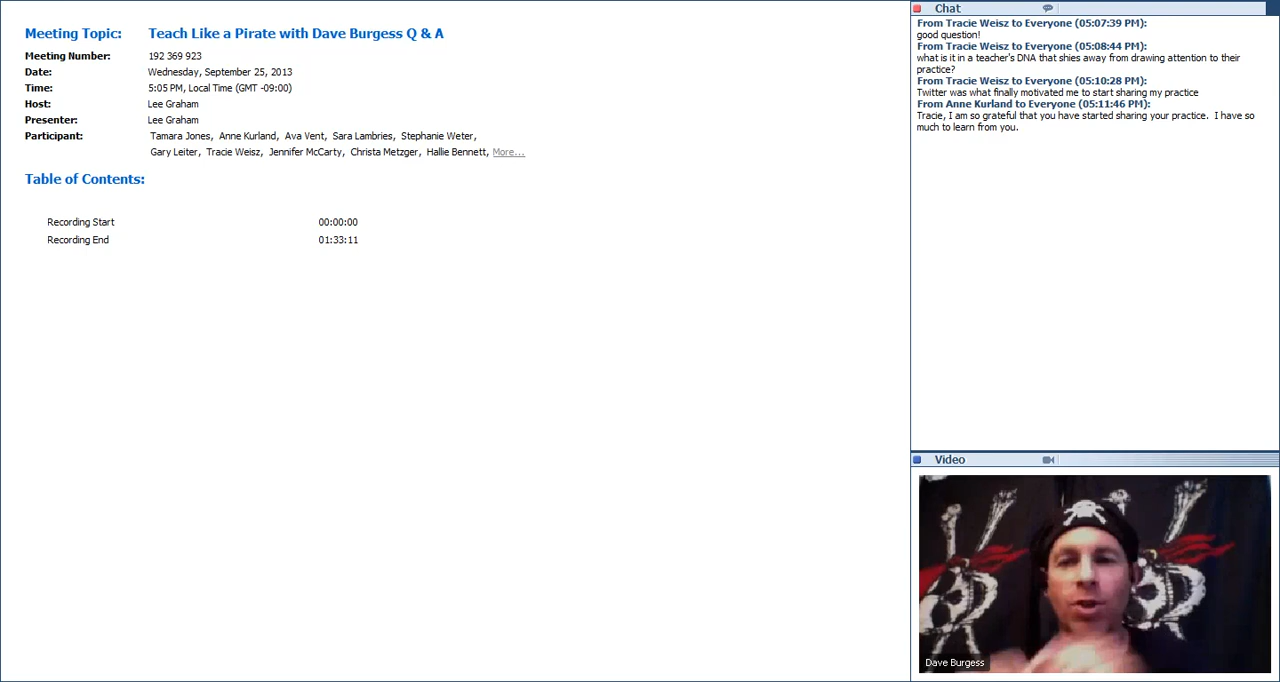 Meeting Topic: Teach Like a Pirate with Dave Burgess Q & A
Meeting Number: 192 369 923
Date: Wednesday, September 25, 2013
Time: 5:05 PM, Local Time (GMT -09:00)
Host: Lee Graham
Presenter: Lee Graham
Participant: Tamara Jones, Anne Kurland, Ava Vent, Sara Lambries, Stephanie Weter,
Gary Leiter, Tracie Weisz, Jennifer McCarty, Christa Metzger, Hallie Bennett, More...
Table of Contents:
Recording Start 00:00:00
Recording End 01:33:11
Chat
From Tracie Weisz to Everyone (05:07:39 PM):
good question!
From Tracie Weisz to Everyone (05:08:44 PM):
what is it in a teacher's DNA that shies away from drawing attention to their
practice?
From Tracie Weisz to Everyone (05:10:28 PM):
Twitter was what finally motivated me to start sharing my practice
From Anne Kurland to Everyone (05:11:46 PM):
Tracie, I am so grateful that you have started sharing your practice.  I have so
much to learn from you.
Video
Dave Burgess